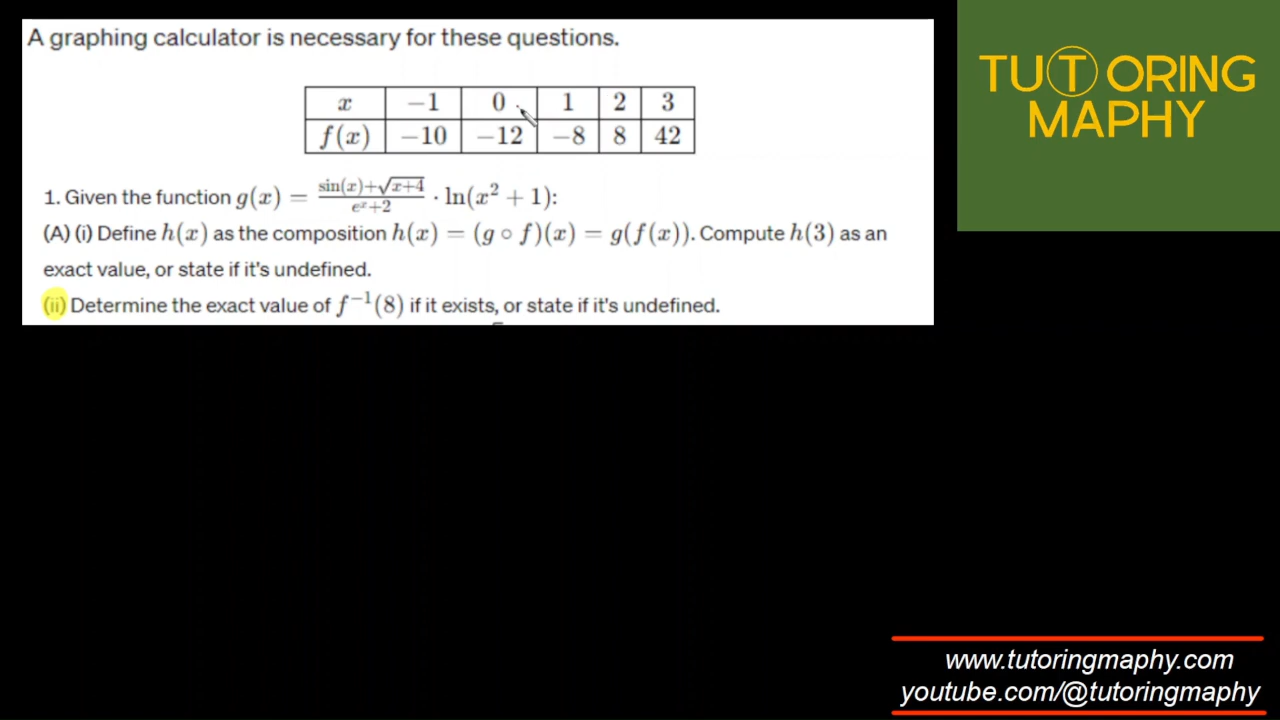 A graphing calculator is necessary for these questions.
TUTORING
MAPHY
x −1 0 1 2 3
f(x) −10 −12 −8 8 42
1. Given the function g(x) = (sin(x)+√(x+4))/(eˣ+2) · ln(x² + 1):
(A) (i) Define h(x) as the composition h(x) = (g ∘ f)(x) = g(f(x)). Compute h(3) as an
exact value, or state if it's undefined.
(ii) Determine the exact value of f⁻¹(8) if it exists, or state if it's undefined.
www.tutoringmaphy.com
youtube.com/@tutoringmaphy